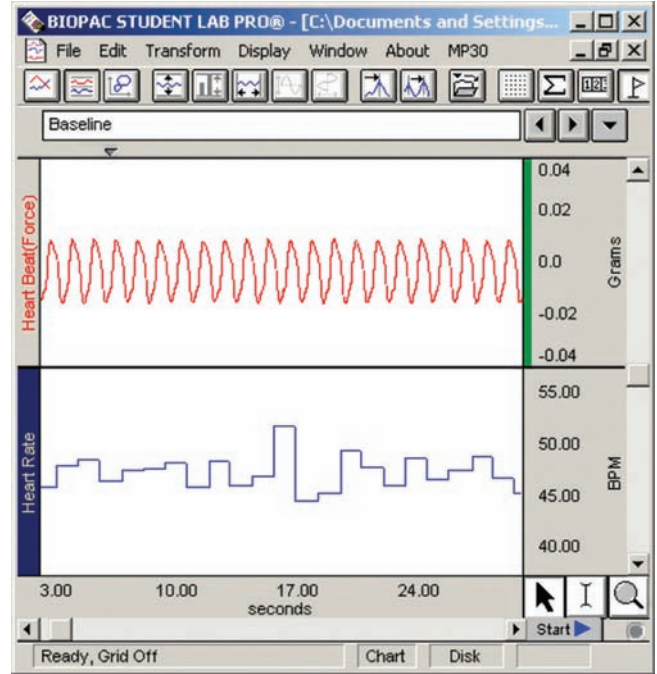 BIOPAC STUDENT LAB PRO® - [C:\Documents and Settings...
File Edit Transform Display Window About MP30
Baseline
Heart Beat(Force)
0.04
0.02
0.0
-0.02
-0.04
Grams
Heart Rate
55.00
50.00
45.00
40.00
BPM
3.00 10.00 17.00 24.00
seconds
Start
Ready, Grid Off Chart Disk